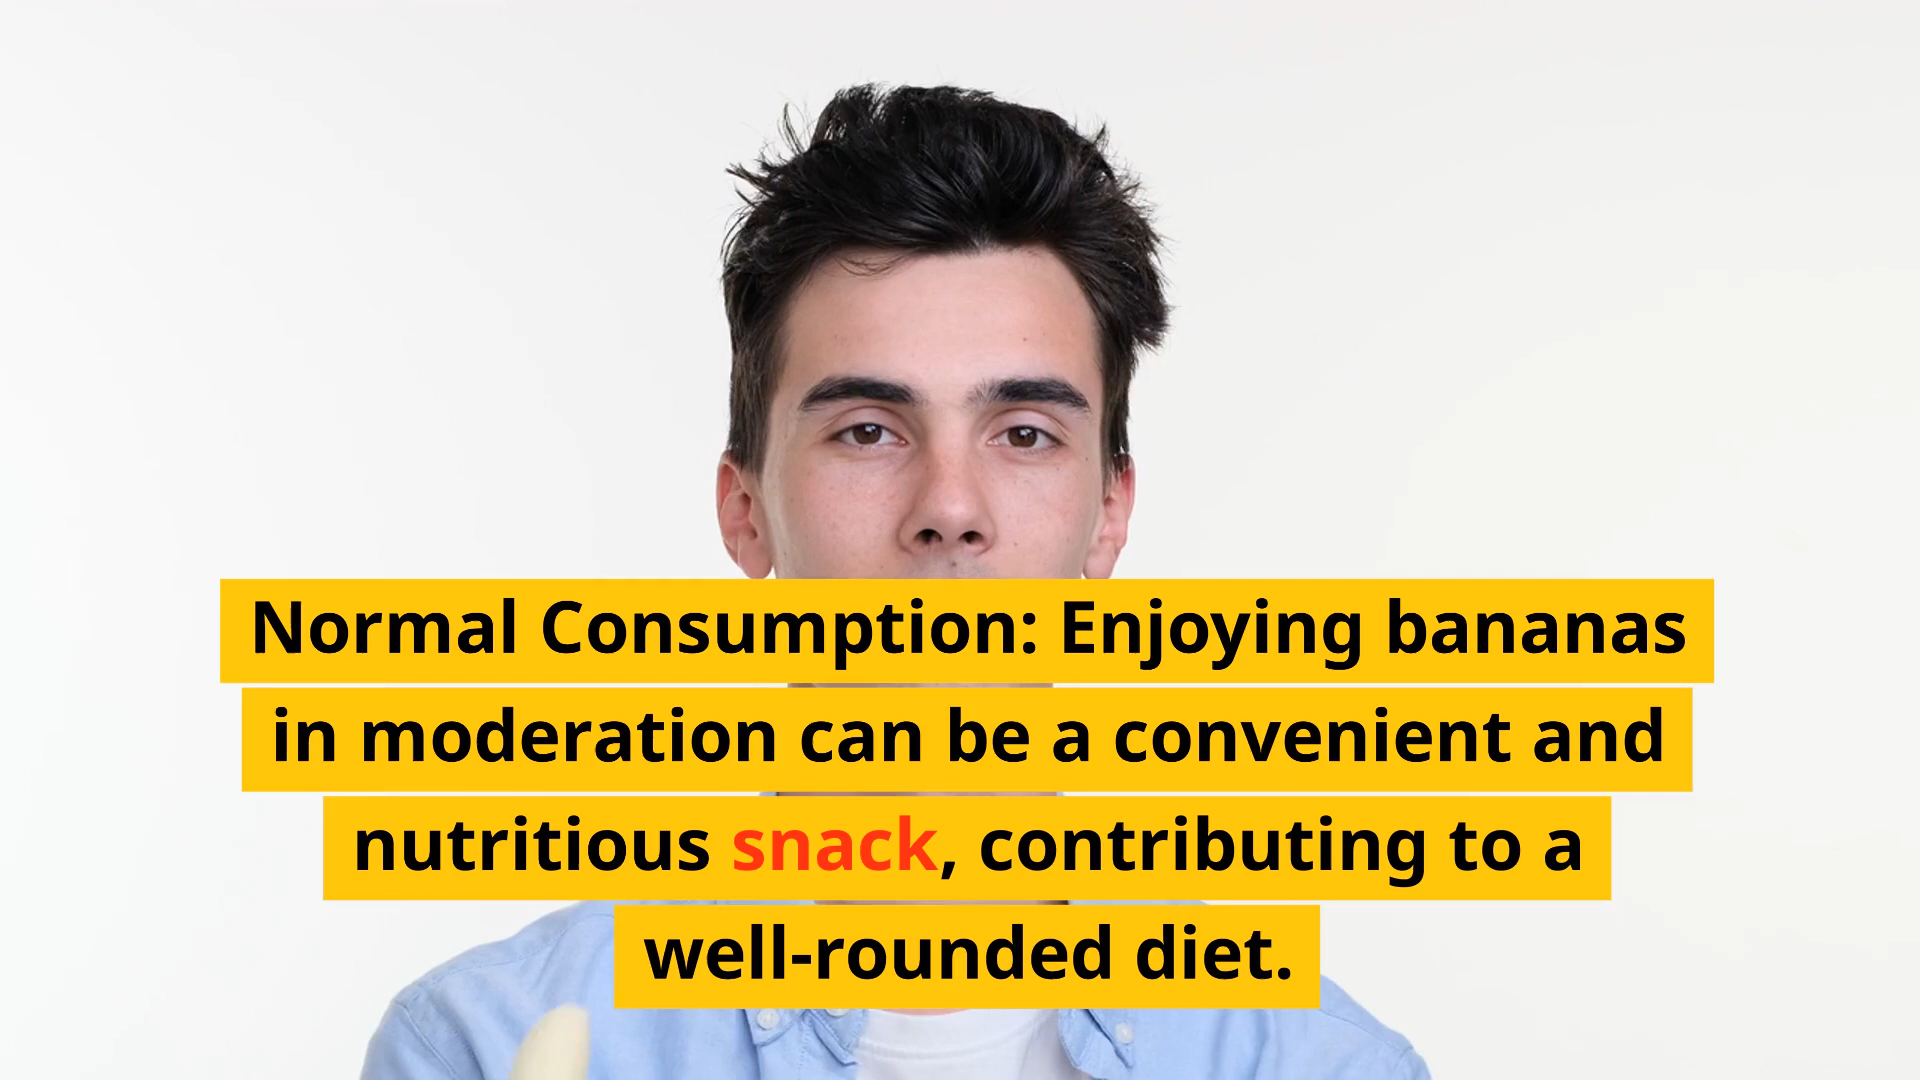 Normal Consumption: Enjoying bananas
in moderation can be a convenient and
nutritious snack, contributing to a
well-rounded diet.